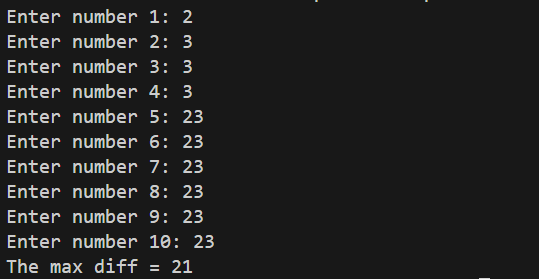 Enter number 1: 2
Enter number 2: 3
Enter number 3: 3
Enter number 4: 3
Enter number 5: 23
Enter number 6: 23
Enter number 7: 23
Enter number 8: 23
Enter number 9: 23
Enter number 10: 23
The max diff = 21